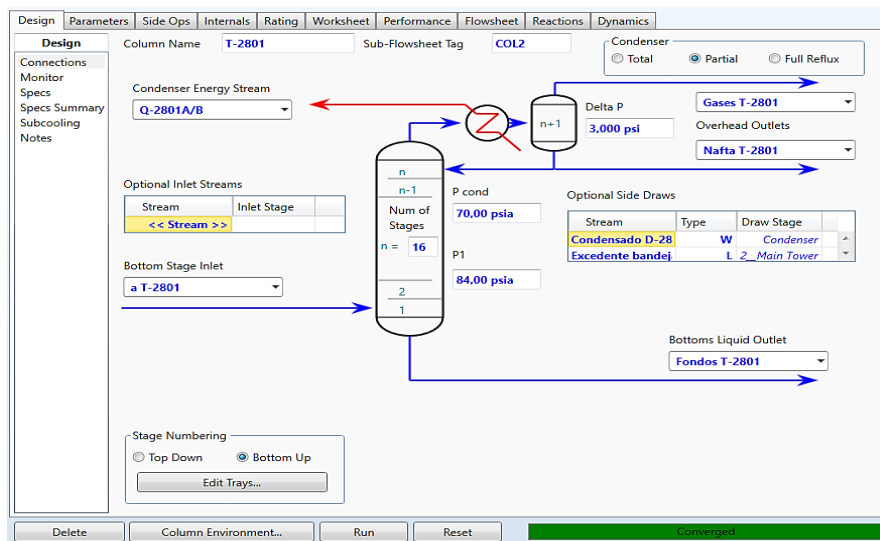 Design Parameters Side Ops Internals Rating Worksheet Performance Flowsheet Reactions Dynamics
Design
Connections
Monitor
Specs
Specs Summary
Subcooling
Notes
Column Name T-2801 Sub-Flowsheet Tag COL2
Condenser
Total Partial Full Reflux
Condenser Energy Stream
Q-2801A/B
n+1
Delta P
3,000 psi
Gases T-2801
Overhead Outlets
Nafta T-2801
Optional Inlet Streams
Stream Inlet Stage
<< Stream >>
n
n-1
Num of
Stages
n = 16
2
1
P cond
70,00 psia
P1
84,00 psia
Optional Side Draws
Stream Type Draw Stage
Condensado D-28 W Condenser
Excedente bandej. L 2__Main Tower
Bottom Stage Inlet
a T-2801
Bottoms Liquid Outlet
Fondos T-2801
Stage Numbering
Top Down Bottom Up
Edit Trays...
Delete Column Environment... Run Reset Converged